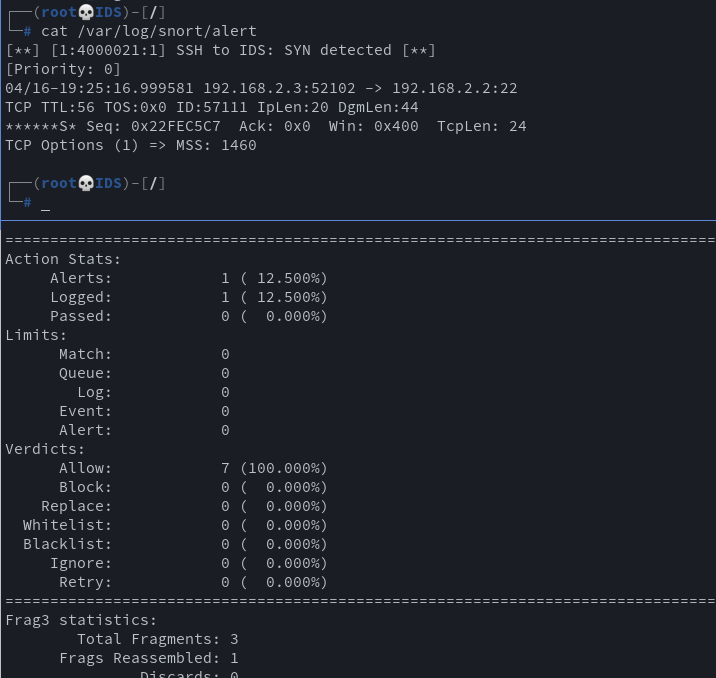 ┌──(root💀IDS)-[/]
└─# cat /var/log/snort/alert
[**] [1:4000021:1] SSH to IDS: SYN detected [**]
[Priority: 0]
04/16-19:25:16.999581 192.168.2.3:52102 -> 192.168.2.2:22
TCP TTL:56 TOS:0x0 ID:57111 IpLen:20 DgmLen:44
******S* Seq: 0x22FEC5C7  Ack: 0x0  Win: 0x400  TcpLen: 24
TCP Options (1) => MSS: 1460
┌──(root💀IDS)-[/]
└─# _
===============================================================================
Action Stats:
     Alerts:            1 ( 12.500%)
     Logged:            1 ( 12.500%)
     Passed:            0 (  0.000%)
Limits:
      Match:            0
      Queue:            0
        Log:            0
      Event:            0
      Alert:            0
Verdicts:
      Allow:            7 (100.000%)
      Block:            0 (  0.000%)
    Replace:            0 (  0.000%)
  Whitelist:            0 (  0.000%)
  Blacklist:            0 (  0.000%)
     Ignore:            0 (  0.000%)
      Retry:            0 (  0.000%)
===============================================================================
Frag3 statistics:
        Total Fragments: 3
      Frags Reassembled: 1
               Discards: 0